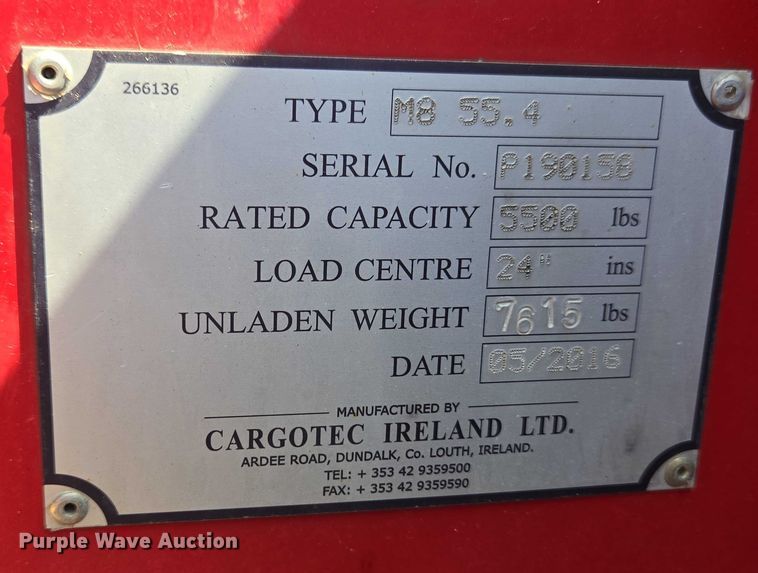 266136
TYPE M8 55.4
SERIAL No. P190158
RATED CAPACITY 5500 lbs
LOAD CENTRE 24" ins
UNLADEN WEIGHT 7615 lbs
DATE 05/2016
MANUFACTURED BY
CARGOTEC IRELAND LTD.
ARDEE ROAD, DUNDALK, Co. LOUTH, IRELAND.
TEL: + 353 42 9359500
FAX: + 353 42 9359590
Purple Wave Auction